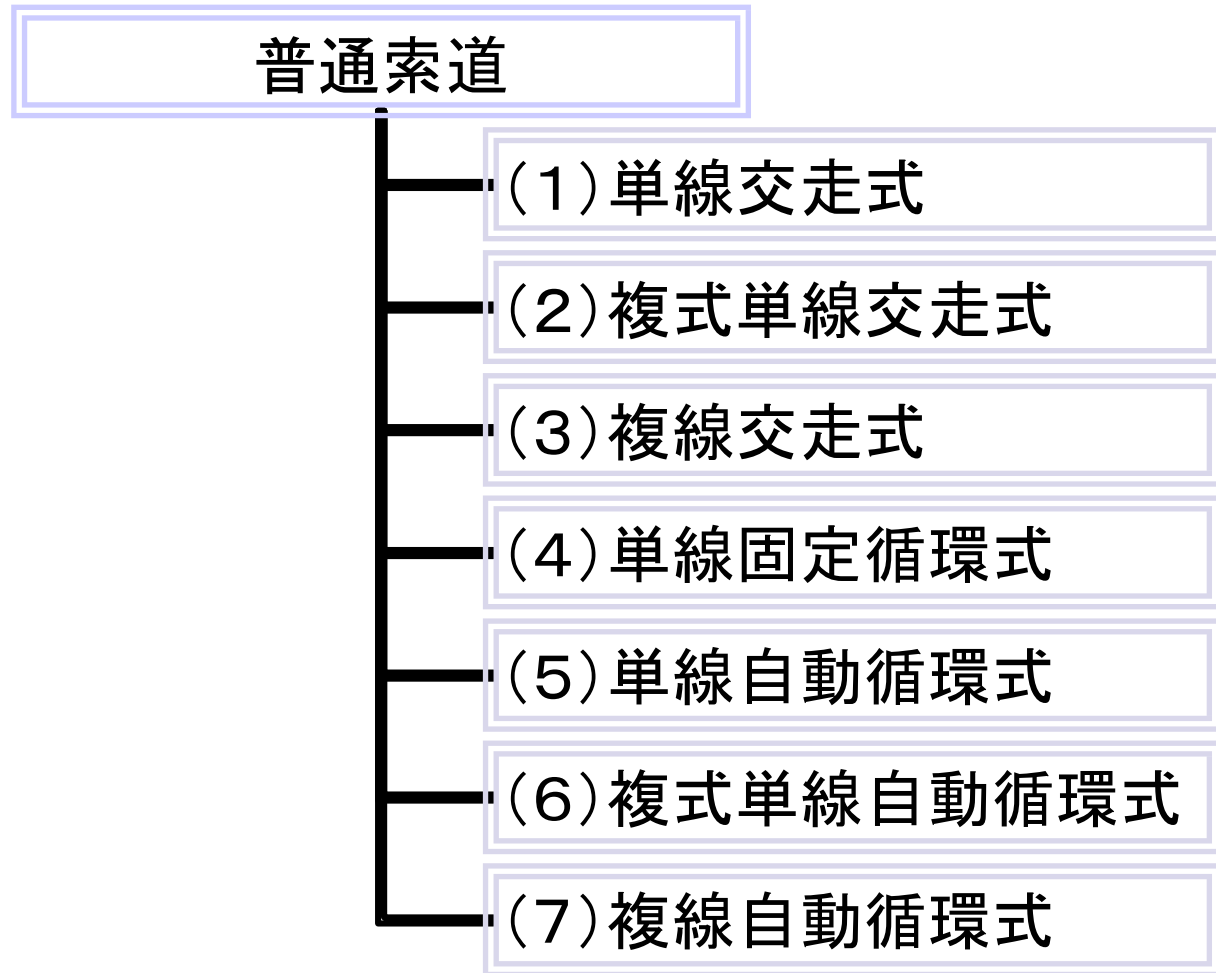 普通索道
（１）単線交走式
（２）複式単線交走式
（３）複線交走式
（４）単線固定循環式
（５）単線自動循環式
（６）複式単線自動循環式
（７）複線自動循環式